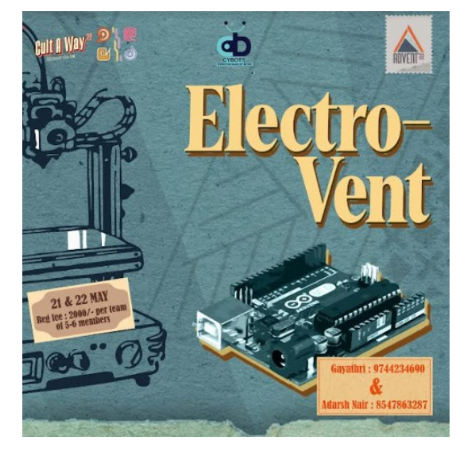 Cult A Way
CYBOTS
ADVENT
Electro-
Vent
21 & 22 MAY
Reg fee : 2000/- per team
of 5-6 members
Gayathri : 9744234690
&
Adarsh Nair : 8547863287